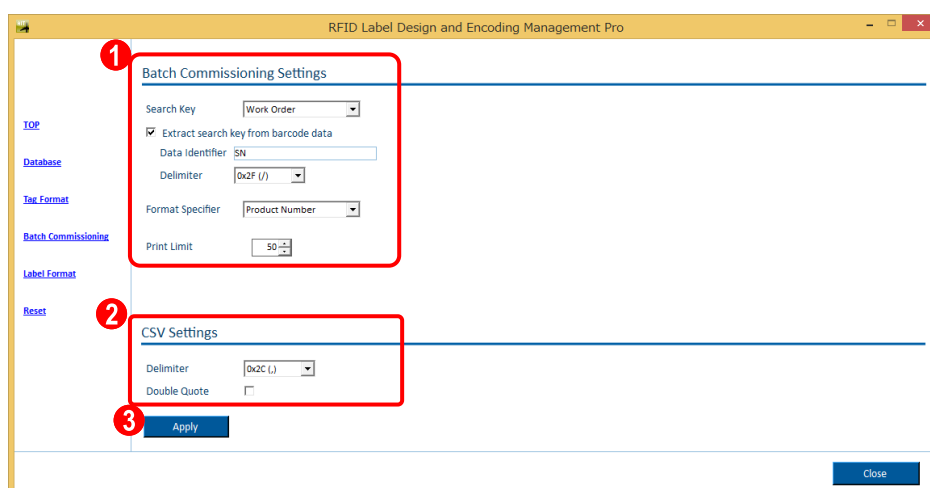 RFID Label Design and Encoding Management Pro
1
Batch Commissioning Settings
Search Key Work Order
Extract search key from barcode data
Data Identifier SN
Delimiter 0x2F (/)
Format Specifier Product Number
Print Limit 50
TOP
Database
Tag Format
Batch Commissioning
Label Format
Reset
2
CSV Settings
Delimiter 0x2C (,)
Double Quote
3
Apply
Close